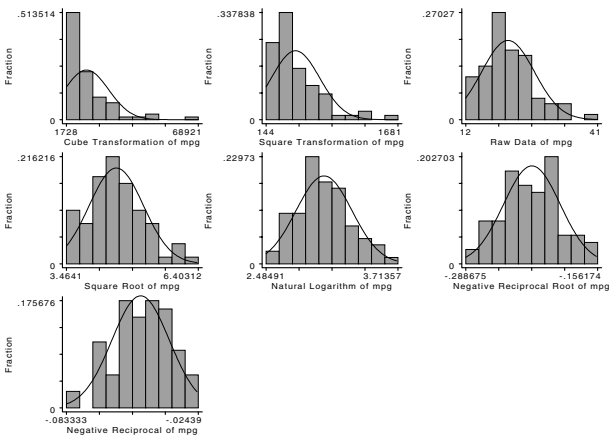 .513514
Fraction
0
1728 68921
Cube Transformation of mpg
.337838
Fraction
0
144 1681
Square Transformation of mpg
.27027
Fraction
0
12 41
Raw Data of mpg
.216216
Fraction
0
3.4641 6.40312
Square Root of mpg
.22973
Fraction
0
2.48491 3.71357
Natural Logarithm of mpg
.202703
Fraction
0
-.288675 -.156174
Negative Reciprocal Root of mpg
.175676
Fraction
0
-.083333 -.02439
Negative Reciprocal of mpg